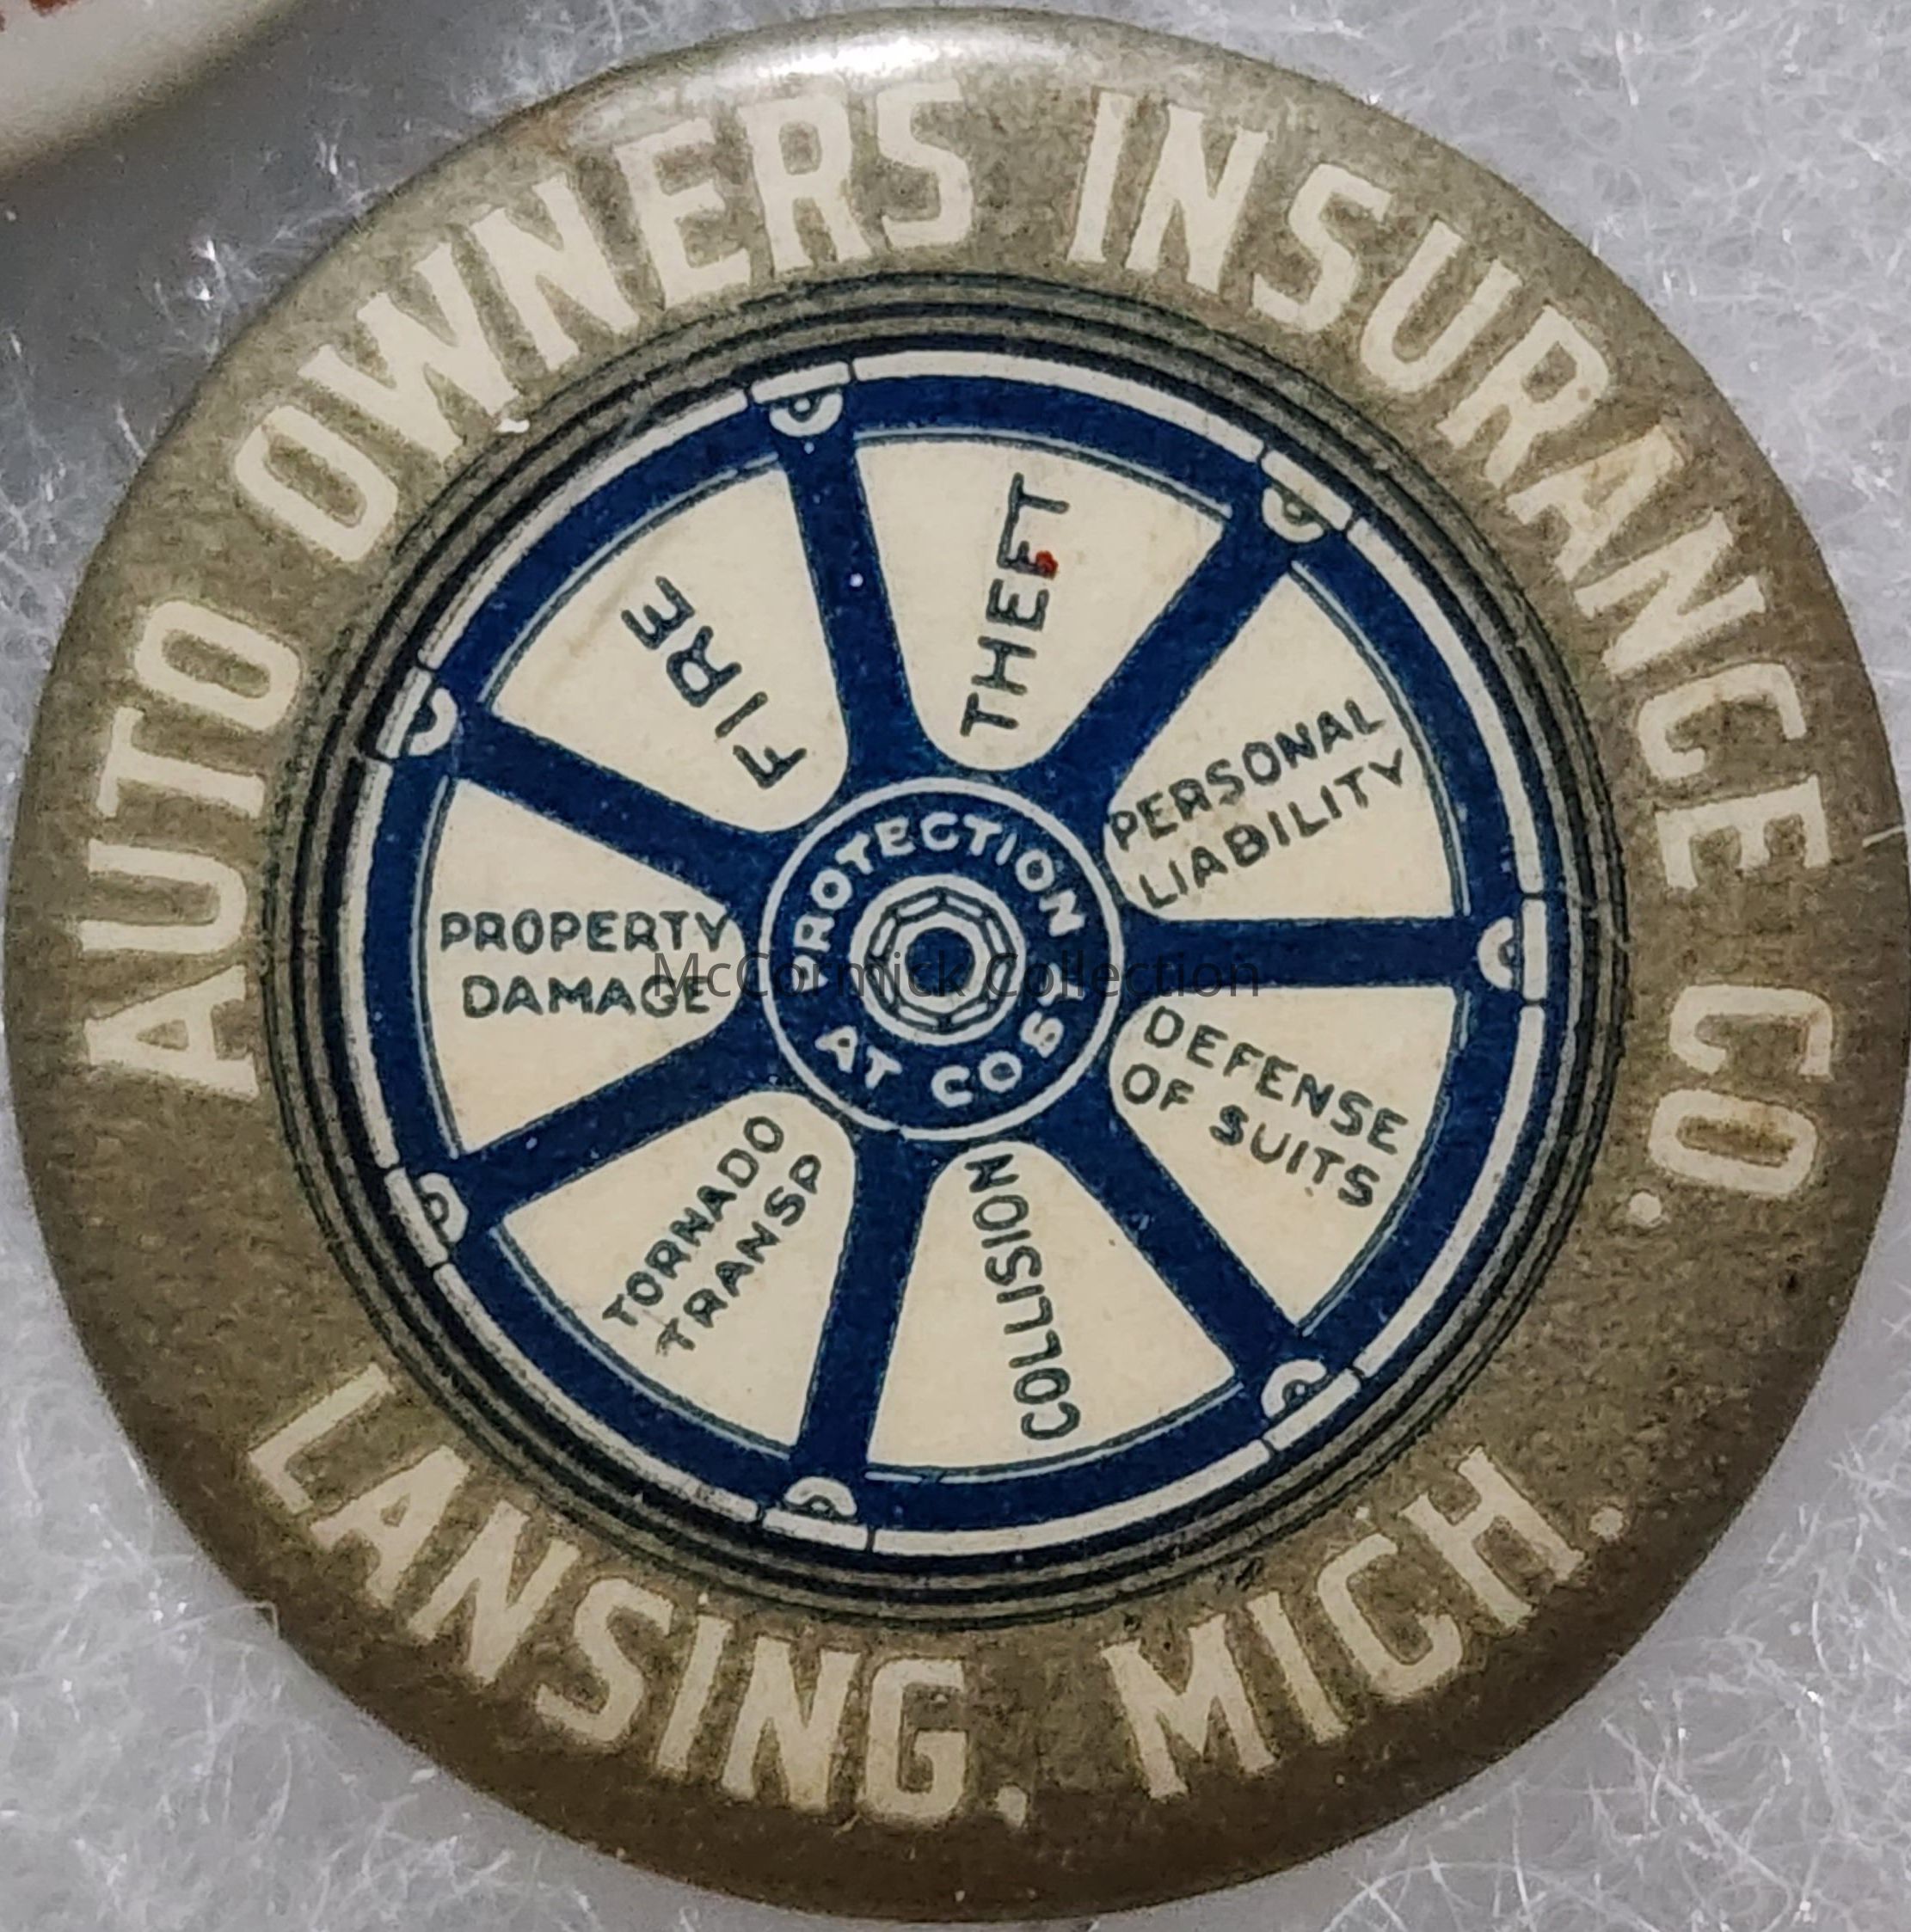 AUTO OWNERS INSURANCE CO.
LANSING, MICH.
FIRE
THEFT
PERSONAL
LIABILITY
DEFENSE
OF SUITS
COLLISION
TORNADO
TRANSP
PROPERTY
DAMAGE
PROTECTION
AT COST
McCormick Collection